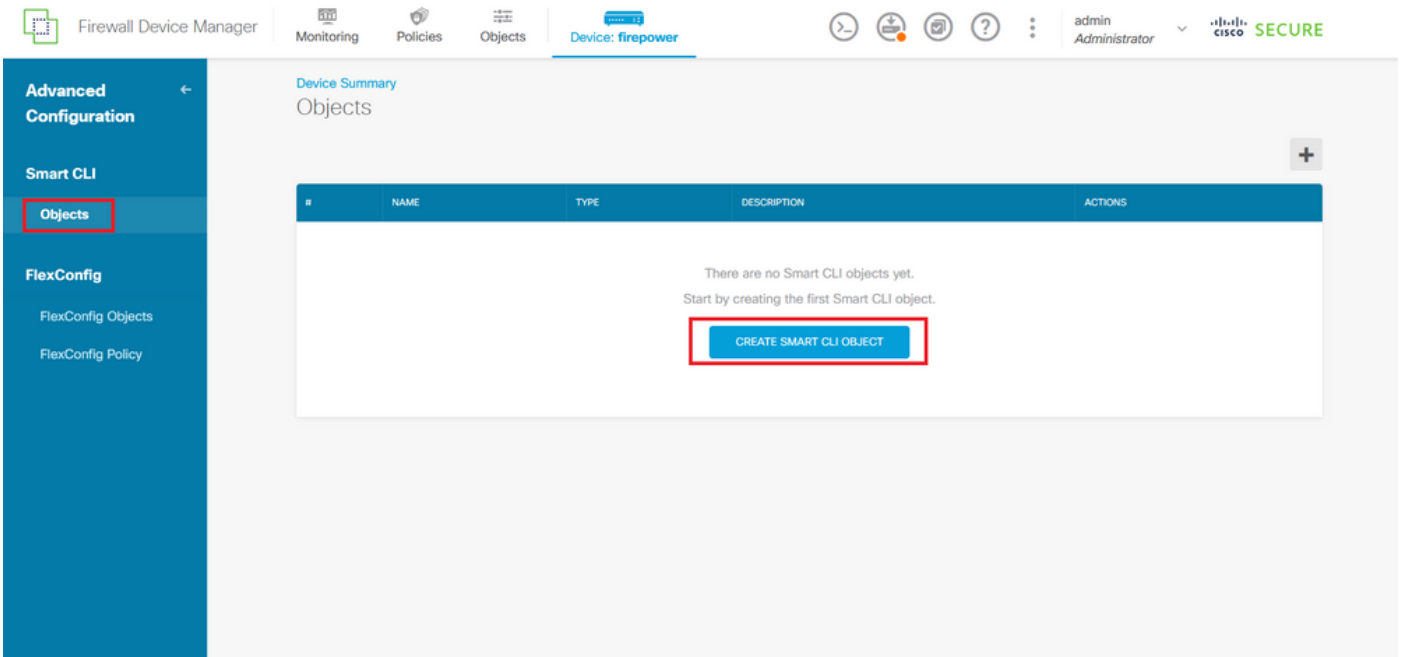 Firewall Device Manager
Monitoring
Policies
Objects
Device: firepower
admin
Administrator
cisco SECURE
Advanced
Configuration
Smart CLI
Objects
FlexConfig
FlexConfig Objects
FlexConfig Policy
Device Summary
Objects
# NAME TYPE DESCRIPTION ACTIONS
There are no Smart CLI objects yet.
Start by creating the first Smart CLI object.
CREATE SMART CLI OBJECT